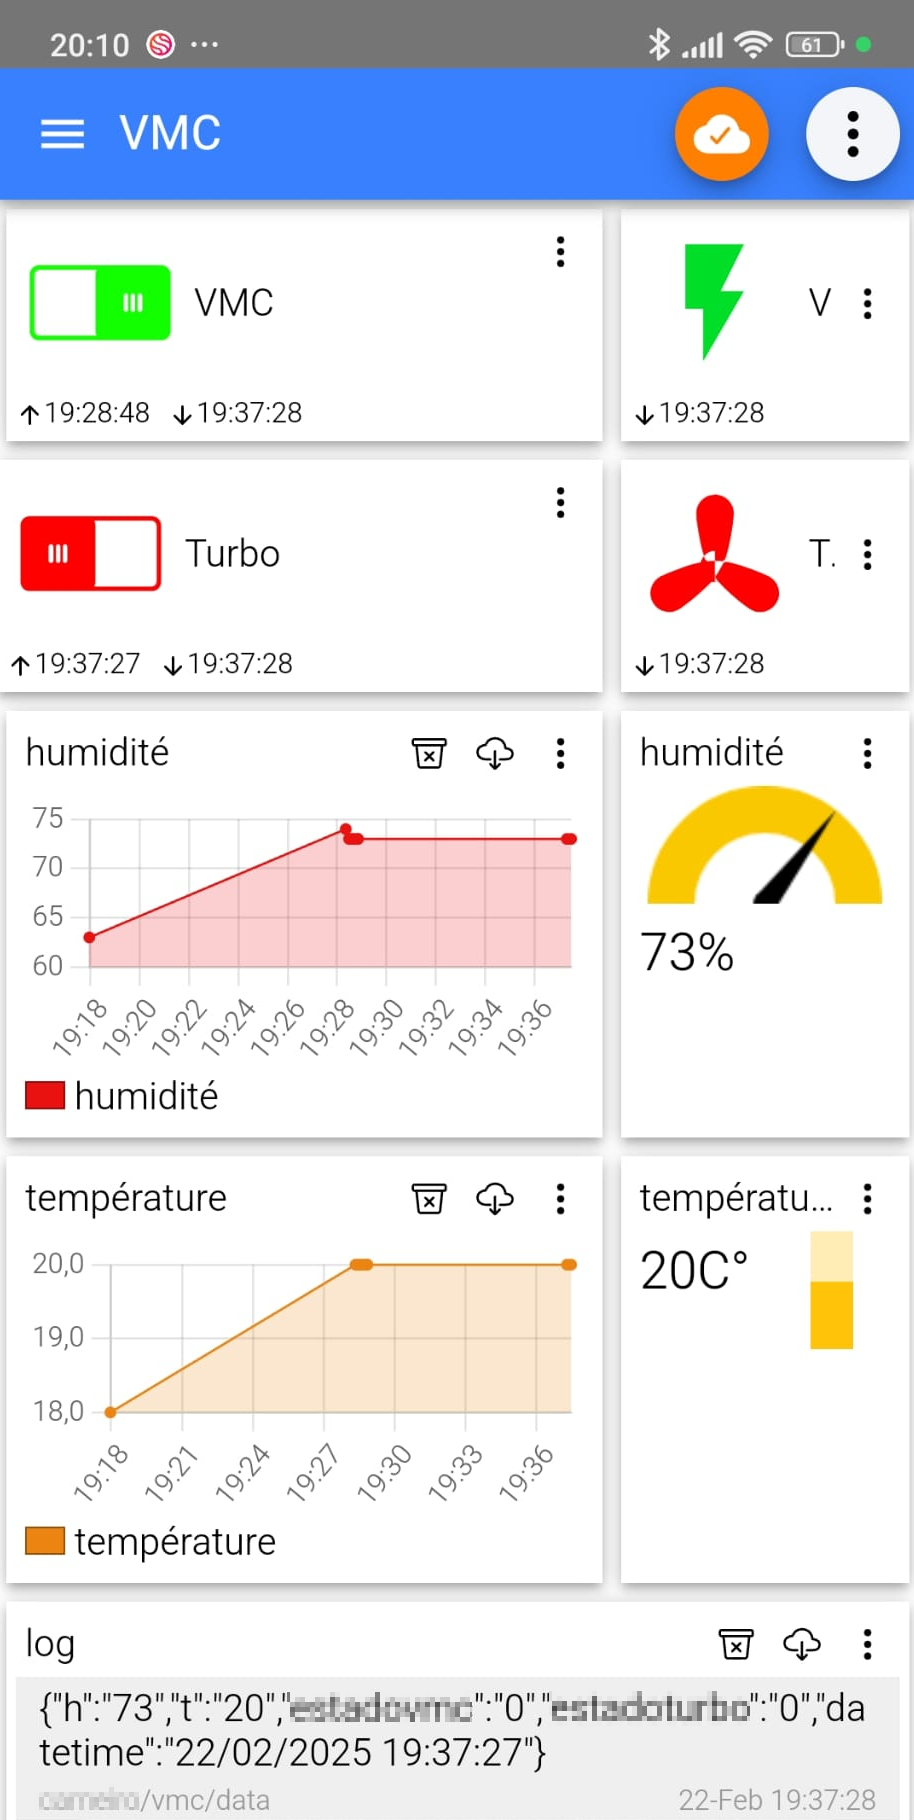 20:10 ...
61
VMC
VMC
↑19:28:48 ↓19:37:28
V
↓19:37:28
Turbo
↑19:37:27 ↓19:37:28
T.
↓19:37:28
humidité
75
70
65
60
19:18 19:20 19:22 19:24 19:26 19:28 19:30 19:32 19:34 19:36
humidité
humidité
73%
température
20,0
19,0
18,0
19:18 19:21 19:24 19:27 19:30 19:33 19:36
température
températu...
20C°
log
{"h":"73","t":"20","estadovmc":"0","estadoturbo":"0","da
tetime":"22/02/2025 19:37:27"}
/vmc/data
22-Feb 19:37:28